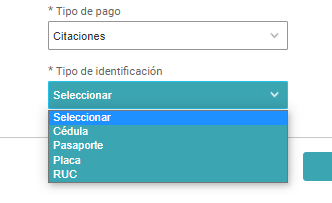 * Tipo de pago
Citaciones
* Tipo de identificación
Seleccionar
Seleccionar
Cédula
Pasaporte
Placa
RUC